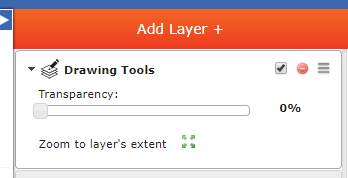 Add Layer +
Drawing Tools
Transparency:
0%
Zoom to layer's extent